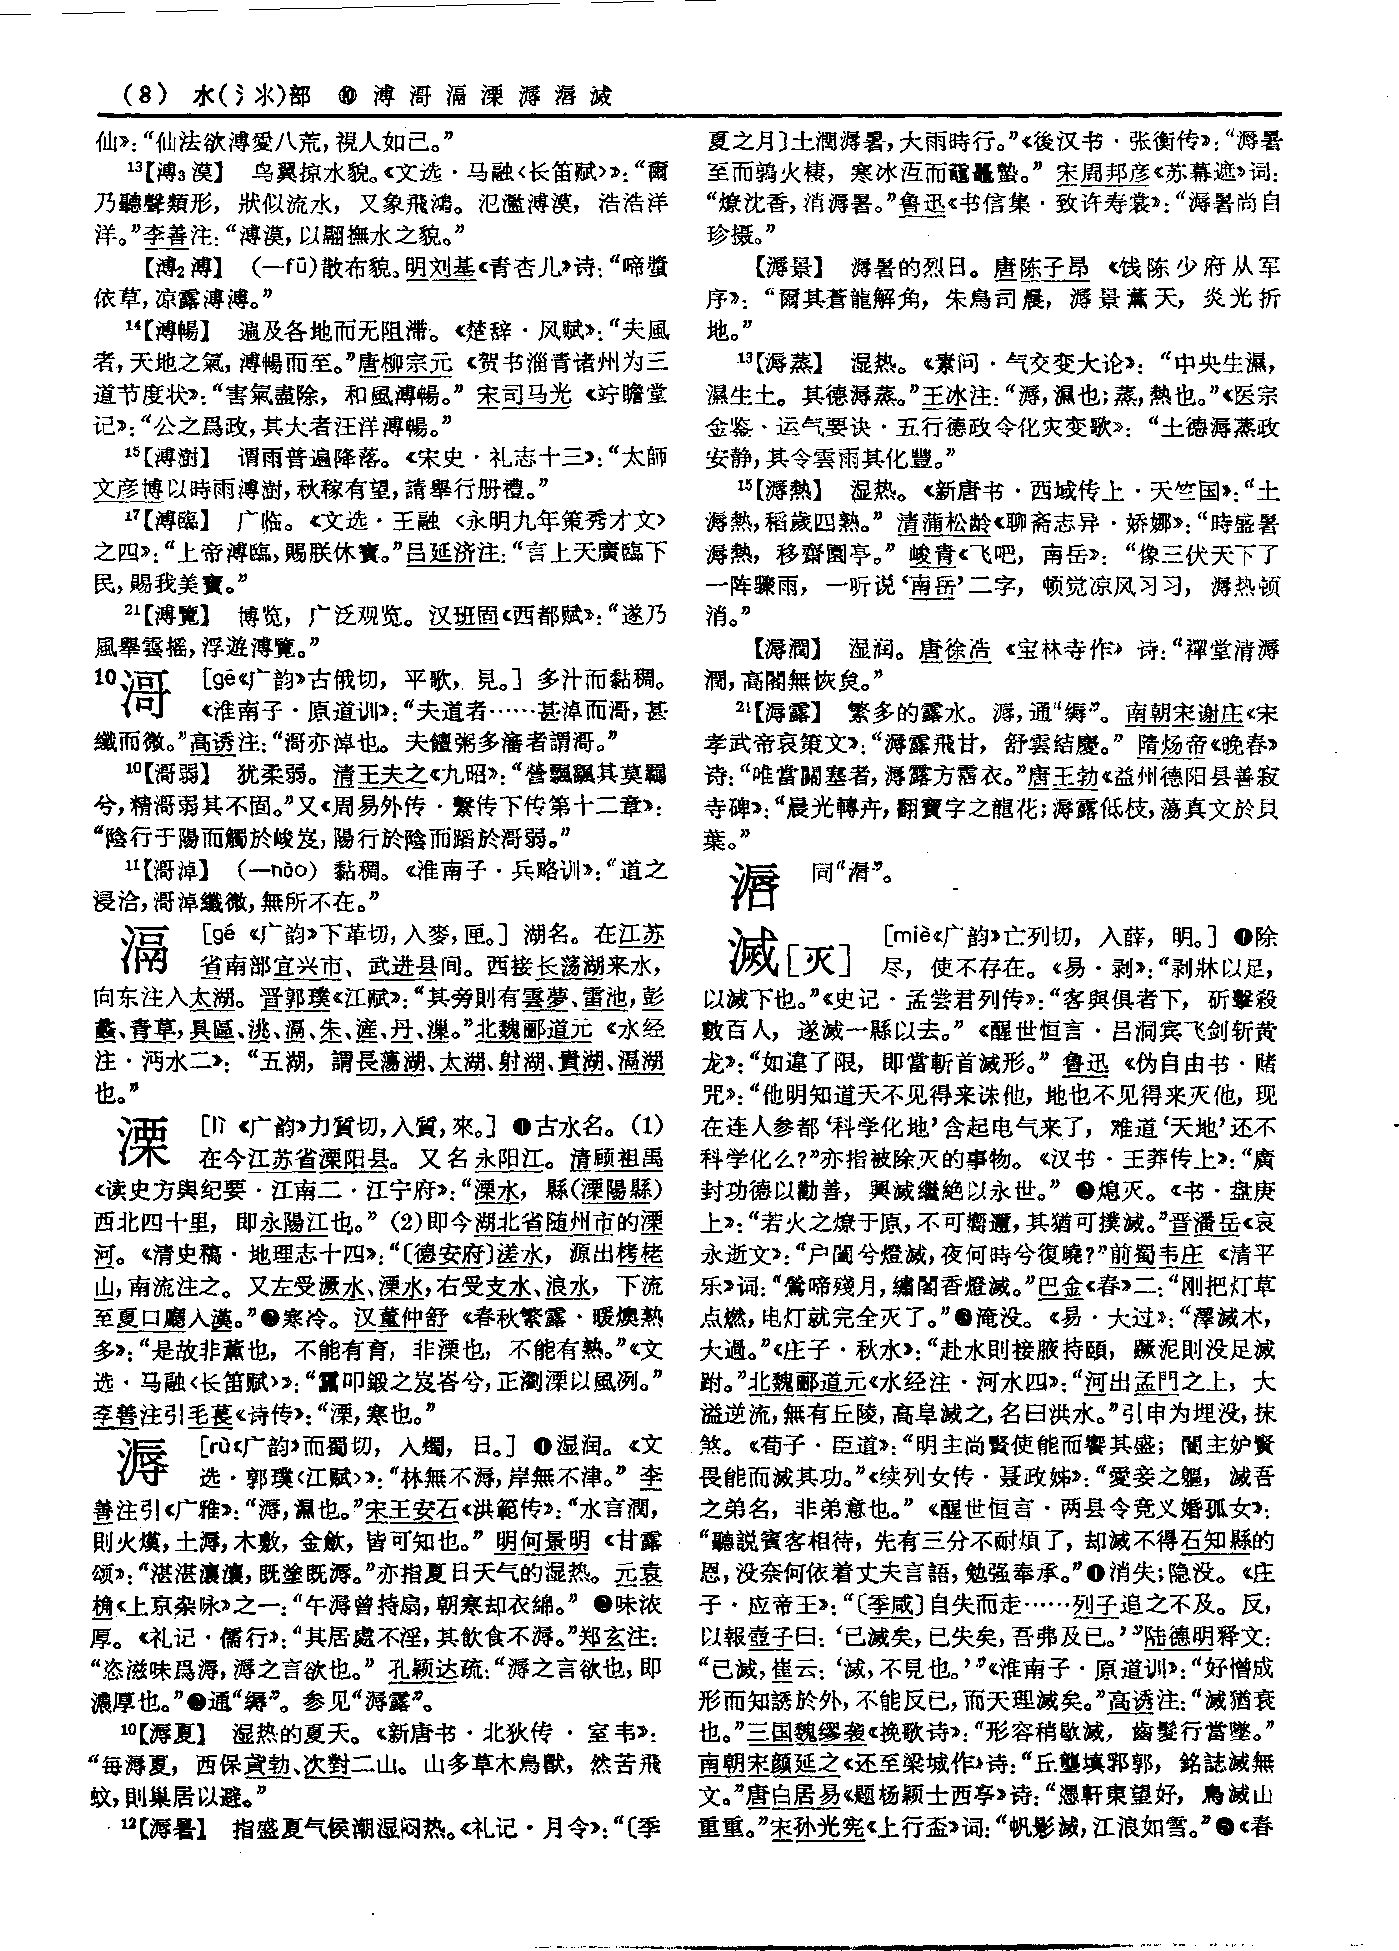 (8) 水(氵氺)部 ⑩ 溥滒滆溧溽漘滅
仙》：“仙法欲溥愛八荒，視人如己。”
13【溥3漠】 鸟翼掠水貌。《文选·马融〈长笛赋〉》：“爾
乃聽聲類形，狀似流水，又象飛鴻。氾濫溥漠，浩浩洋
洋。”李善注：“溥漠，以翮撫水之貌。”
【溥2溥】 (—fū)散布貌。明刘基《青杏儿》诗：“啼螿
依草，凉露溥溥。”
14【溥暢】 遍及各地而无阻滞。《楚辞·风赋》：“夫風
者，天地之氣，溥暢而至。”唐柳宗元《贺书淄青诸州为三
道节度状》：“害氣盡除，和風溥暢。”宋司马光《竚瞻堂
记》：“公之爲政，其大者汪洋溥暢。”
15【溥澍】 谓雨普遍降落。《宋史·礼志十三》：“太師
文彦博以時雨溥澍，秋稼有望，請舉行册禮。”
17【溥臨】 广临。《文选·王融〈永明九年策秀才文〉
之四》：“上帝溥臨，賜朕休寶。”吕延济注：“言上天廣臨下
民，賜我美寶。”
21【溥覽】 博览，广泛观览。汉班固《西都赋》：“遂乃
風舉雲摇，浮遊溥覽。”
10滒 [gē《广韵》古俄切，平歌，見。] 多汁而黏稠。
《淮南子·原道训》：“夫道者……甚淖而滒，甚
纖而微。”高诱注：“滒亦淖也。夫饘粥多瀋者謂滒。”
10【滒弱】 犹柔弱。清王夫之《九昭》：“營飄飄其莫羈
兮，精滒弱其不固。”又《周易外传·繫传下传第十二章》：
“陰行于陽而觸於峻岌，陽行於陰而蹈於滒弱。”
11【滒淖】 (—nào) 黏稠。《淮南子·兵略训》：“道之
浸洽，滒淖纖微，無所不在。”
滆 [gé《广韵》下革切，入麥，匣。] 湖名。在江苏
省南部宜兴市、武进县间。西接长荡湖来水，
向东注入太湖。晋郭璞《江赋》：“其旁則有雲夢、雷池，彭
蠡、青草，具區、洮、滆、朱、滻、丹、漅。”北魏郦道元《水经
注·沔水二》：“五湖，謂長蕩湖、太湖、射湖、貴湖、滆湖
也。”
溧 [lì《广韵》力質切，入質，來。] ❶古水名。(1)
在今江苏省溧阳县。又名永阳江。清顾祖禹
《读史方舆纪要·江南二·江宁府》：“溧水，縣(溧陽縣)
西北四十里，即永陽江也。”(2)即今湖北省随州市的溧
河。《清史稿·地理志十四》：“〔德安府〕溠水，源出栲栳
山，南流注之。又左受㵐水、溧水，右受支水、浪水，下流
至夏口廳入漢。”❷寒冷。汉董仲舒《春秋繁露·暖燠熟
多》：“是故非薰也，不能有育，非溧也，不能有熟。”《文
选·马融〈长笛赋〉》：“靁叩鍛之岌峇兮，正瀏溧以風冽。”
李善注引毛萇《诗传》：“溧，寒也。”
溽 [rù《广韵》而蜀切，入燭，日。] ❶湿润。《文
选·郭璞〈江赋〉》：“林無不溽，岸無不津。”李
善注引《广雅》：“溽，濕也。”宋王安石《洪範传》：“水言潤，
則火熯，土溽，木敷，金斂，皆可知也。”明何景明《甘露
颂》：“湛湛瀼瀼，既塗既溽。”亦指夏日天气的湿热。元袁
桷《上京杂咏》之一：“午溽曾持扇，朝寒却衣綿。”❷味浓
厚。《礼记·儒行》：“其居處不淫，其飲食不溽。”郑玄注：
“恣滋味爲溽，溽之言欲也。”孔颖达疏：“溽之言欲也，即
濃厚也。”❸通“缛”。参见“溽露”。
10【溽夏】 湿热的夏天。《新唐书·北狄传·室韦》：
“每溽夏，西保貣勃、次對二山。山多草木鳥獸，然苦飛
蚊，則巢居以避。”
12【溽暑】 指盛夏气候潮湿闷热。《礼记·月令》：“〔季
夏之月〕土潤溽暑，大雨時行。”《後汉书·张衡传》：“溽暑
至而鶉火棲，寒冰沍而黿鼉蟄。”宋周邦彦《苏幕遮》词：
“燎沈香，消溽暑。”鲁迅《书信集·致许寿裳》：“溽暑尚自
珍摄。”
【溽景】 溽暑的烈日。唐陈子昂《饯陈少府从军
序》：“爾其蒼龍解角，朱鳥司晨，溽景薰天，炎光折
地。”
13【溽蒸】 湿热。《素问·气交变大论》：“中央生濕，
濕生土。其德溽蒸。”王冰注：“溽，濕也；蒸，熱也。”《医宗
金鉴·运气要诀·五行德政令化灾变歌》：“土德溽蒸政
安静，其令雲雨其化豐。”
15【溽熱】 湿热。《新唐书·西域传上·天竺国》：“土
溽熱，稻歲四熟。”清蒲松龄《聊斋志异·娇娜》：“時盛暑
溽熱，移齋園亭。”峻青《飞吧，南岳》：“像三伏天下了
一阵骤雨，一听说‘南岳’二字，顿觉凉风习习，溽热顿
消。”
【溽潤】 湿润。唐徐浩《宝林寺作》诗：“禪堂清溽
潤，高閣無恢炱。”
21【溽露】 繁多的露水。溽，通“缛”。南朝宋谢庄《宋
孝武帝哀策文》：“溽露飛甘，舒雲結慶。”隋炀帝《晚春》
诗：“唯當關塞者，溽露方霑衣。”唐王勃《益州德阳县善寂
寺碑》：“晨光轉卉，翻寶字之龍花；溽露低枝，蕩真文於貝
葉。”
漘 同“漘”。
滅[灭] [miè《广韵》亡列切，入薛，明。] ❶除
尽，使不存在。《易·剥》：“剥牀以足，
以滅下也。”《史记·孟尝君列传》：“客與俱者下，斫擊殺
數百人，遂滅一縣以去。”《醒世恒言·吕洞宾飞剑斩黄
龙》：“如違了限，即當斬首滅形。”鲁迅《伪自由书·赌
咒》：“他明知道天不见得来诛他，地也不见得来灭他，现
在连人参都‘科学化地’含起电气来了，难道‘天地’还不
科学化么？”亦指被除灭的事物。《汉书·王莽传上》：“廣
封功德以勸善，興滅繼絶以永世。”❷熄灭。《书·盘庚
上》：“若火之燎于原，不可嚮邇，其猶可撲滅。”晋潘岳《哀
永逝文》：“户闔兮燈滅，夜何時兮復曉？”前蜀韦庄《清平
乐》词：“鶯啼殘月，繡閣香燈滅。”巴金《春》二：“刚把灯草
点燃，电灯就完全灭了。”❸淹没。《易·大过》：“澤滅木，
大過。”《庄子·秋水》：“赴水則接腋持頤，蹶泥則没足滅
跗。”北魏郦道元《水经注·河水四》：“河出孟門之上，大
溢逆流，無有丘陵，高阜滅之，名曰洪水。”引申为埋没，抹
煞。《荀子·臣道》：“明主尚賢使能而饗其盛；闇主妒賢
畏能而滅其功。”《续列女传·聂政姊》：“愛妾之軀，滅吾
之弟名，非弟意也。”《醒世恒言·两县令竞义婚孤女》：
“聽説賓客相待，先有三分不耐煩了，却滅不得石知縣的
恩，没奈何依着丈夫言語，勉强奉承。”❹消失；隐没。《庄
子·应帝王》：“〔季咸〕自失而走……列子追之不及。反，
以報壺子曰：‘已滅矣，已失矣，吾弗及已。’”陆德明释文：
“已滅，崔云：‘滅，不見也。’”《淮南子·原道训》：“好憎成
形而知誘於外，不能反已，而天理滅矣。”高诱注：“滅猶衰
也。”三国魏缪袭《挽歌诗》：“形容稍歇滅，齒髮行當墜。”
南朝宋颜延之《还至梁城作》诗：“丘壟填郛郭，銘誌滅無
文。”唐白居易《题杨颖士西亭》诗：“憑軒東望好，鳥滅山
重重。”宋孙光宪《上行盃》词：“帆影滅，江浪如雪。”❺《春